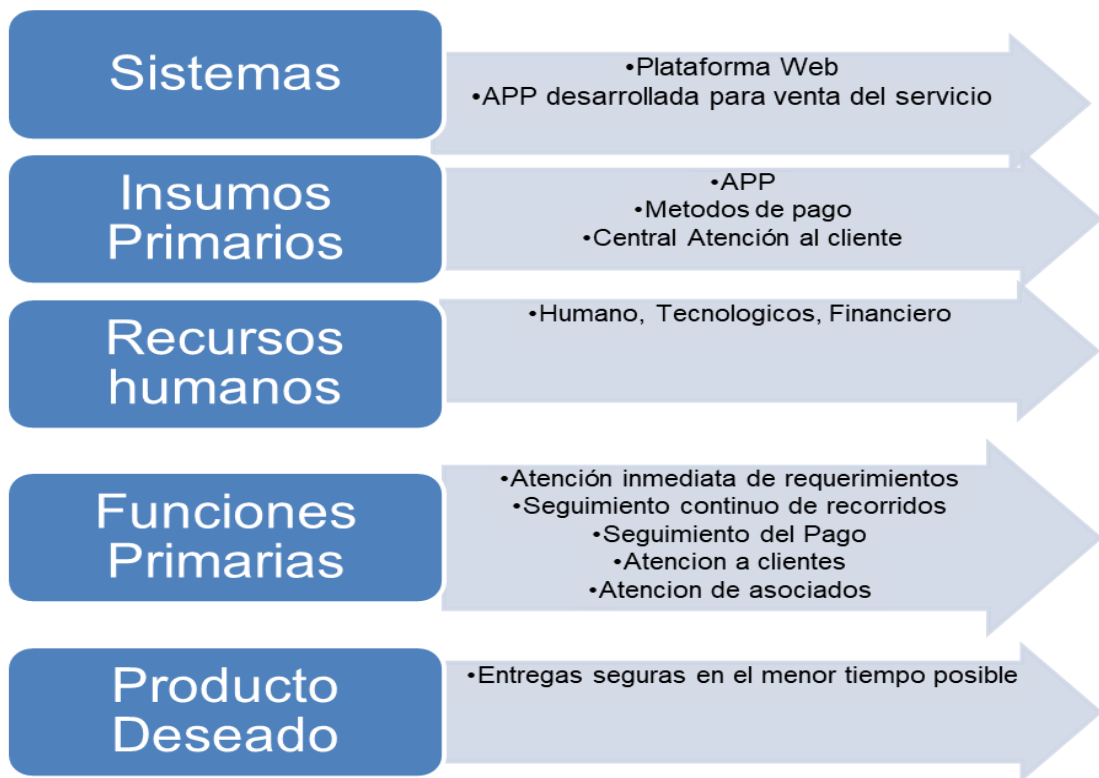 Sistemas
•Plataforma Web
•APP desarrollada para venta del servicio
Insumos
Primarios
•APP
•Metodos de pago
•Central Atención al cliente
Recursos
humanos
•Humano, Tecnologicos, Financiero
Funciones
Primarias
•Atención inmediata de requerimientos
•Seguimiento continuo de recorridos
•Seguimiento del Pago
•Atencion a clientes
•Atencion de asociados
Producto
Deseado
•Entregas seguras en el menor tiempo posible